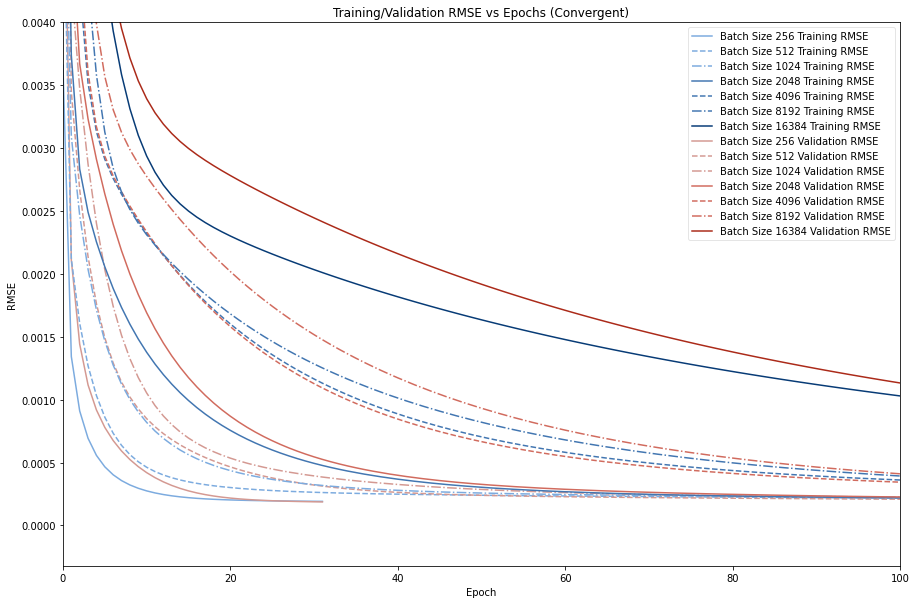 Training/Validation RMSE vs Epochs (Convergent)
0.0040
0.0035
0.0030
0.0025
0.0020
0.0015
0.0010
0.0005
0.0000
RMSE
0
20
40
60
80
100
Epoch
Batch Size 256 Training RMSE
Batch Size 512 Training RMSE
Batch Size 1024 Training RMSE
Batch Size 2048 Training RMSE
Batch Size 4096 Training RMSE
Batch Size 8192 Training RMSE
Batch Size 16384 Training RMSE
Batch Size 256 Validation RMSE
Batch Size 512 Validation RMSE
Batch Size 1024 Validation RMSE
Batch Size 2048 Validation RMSE
Batch Size 4096 Validation RMSE
Batch Size 8192 Validation RMSE
Batch Size 16384 Validation RMSE